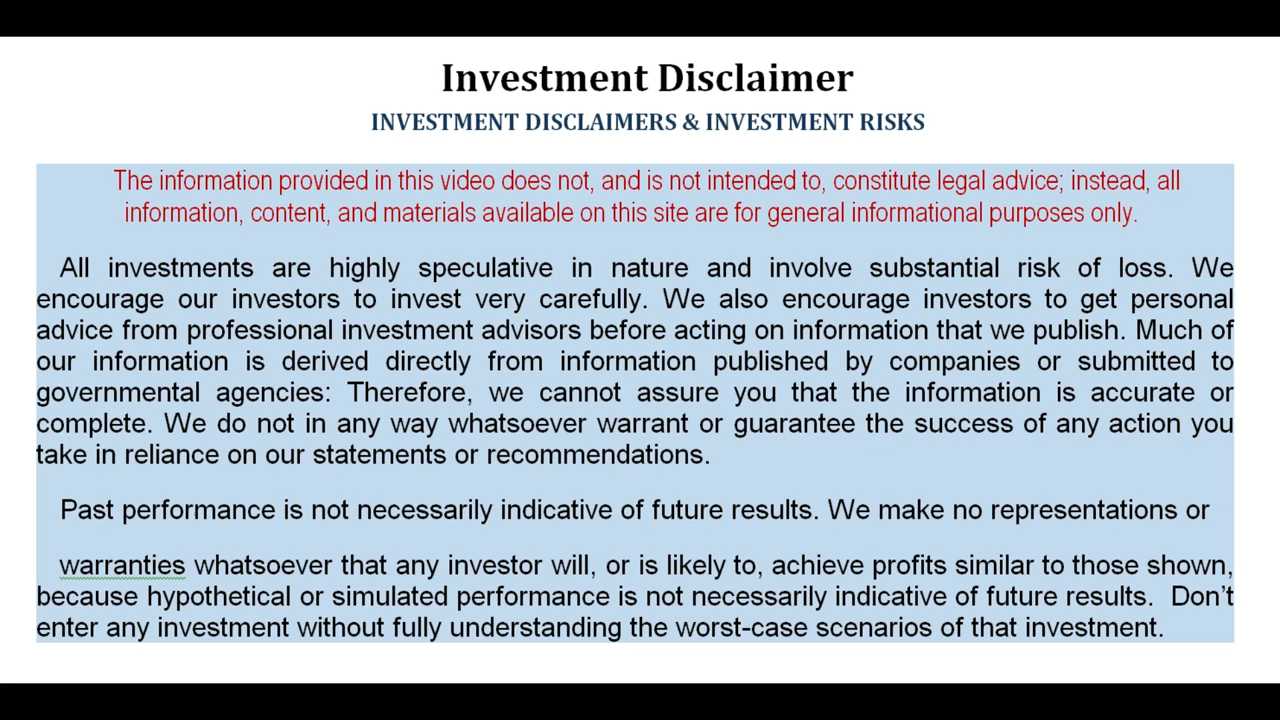 Investment Disclaimer
INVESTMENT DISCLAIMERS & INVESTMENT RISKS
The information provided in this video does not, and is not intended to, constitute legal advice; instead, all
information, content, and materials available on this site are for general informational purposes only.
All investments are highly speculative in nature and involve substantial risk of loss. We
encourage our investors to invest very carefully. We also encourage investors to get personal
advice from professional investment advisors before acting on information that we publish. Much of
our information is derived directly from information published by companies or submitted to
governmental agencies: Therefore, we cannot assure you that the information is accurate or
complete. We do not in any way whatsoever warrant or guarantee the success of any action you
take in reliance on our statements or recommendations.
Past performance is not necessarily indicative of future results. We make no representations or
warranties whatsoever that any investor will, or is likely to, achieve profits similar to those shown,
because hypothetical or simulated performance is not necessarily indicative of future results. Don’t
enter any investment without fully understanding the worst-case scenarios of that investment.